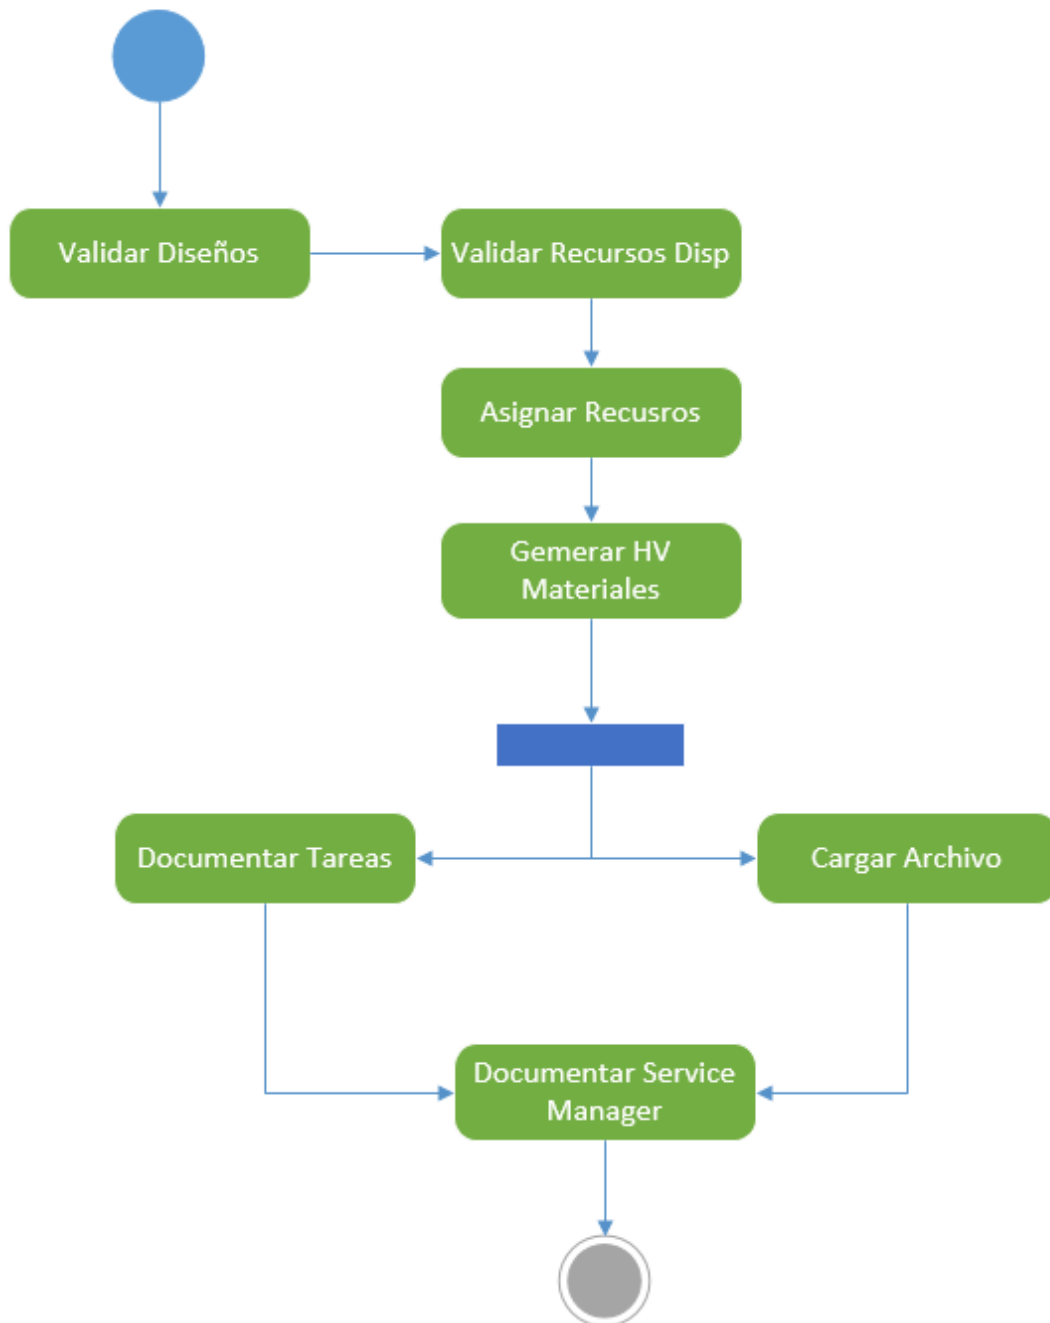 Validar Diseños
Validar Recursos Disp
Asignar Recusros
Gemerar HV
Materiales
Documentar Tareas
Cargar Archivo
Documentar Service
Manager